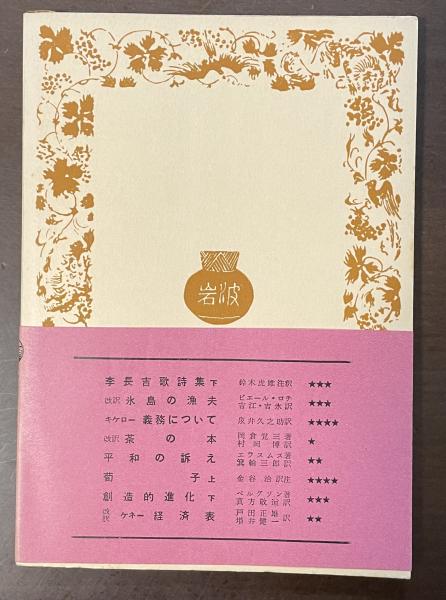 岩波
李長吉歌詩集 下 鈴木虎雄注釈 ★★★
改訳 氷島の漁夫 ピエール・ロチ 吉江・吉永訳 ★★★
キケロー 義務について 泉井久之助訳 ★★★★
改訳 茶の本 岡倉覚三著 村岡博訳 ★
平和の訴え エラスムス著 箕輪三郎訳 ★★
荀子 上 金谷治訳注 ★★★★
創造的進化 下 ベルグソン著 真方敬道訳 ★★★
改訳 ケネー 経済表 戸田正雄 増井健一 訳 ★★